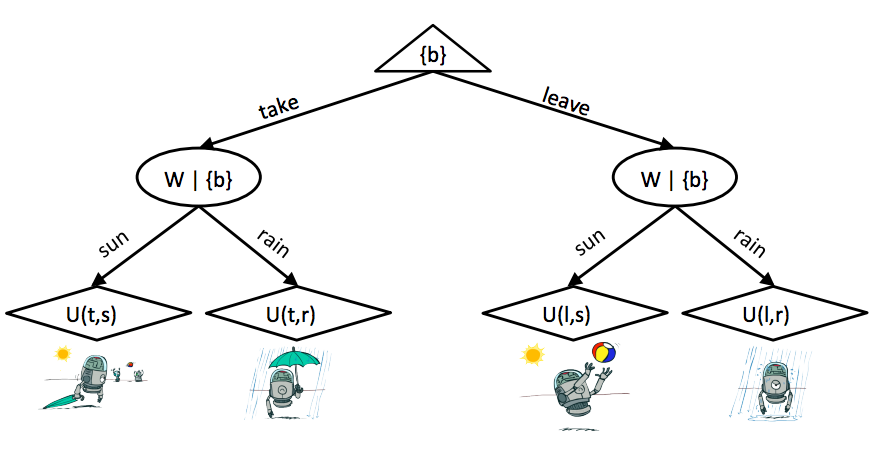 {b}
take
leave
W | {b}
W | {b}
sun
rain
sun
rain
U(t,s)
U(t,r)
U(l,s)
U(l,r)